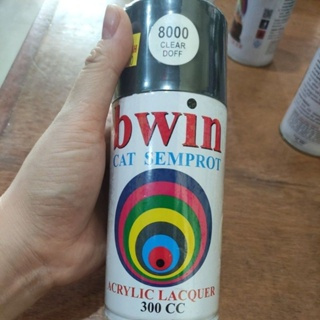 8000
CLEAR
DOFF
bwin
CAT SEMPROT
ACRYLIC LACQUER
300 CC